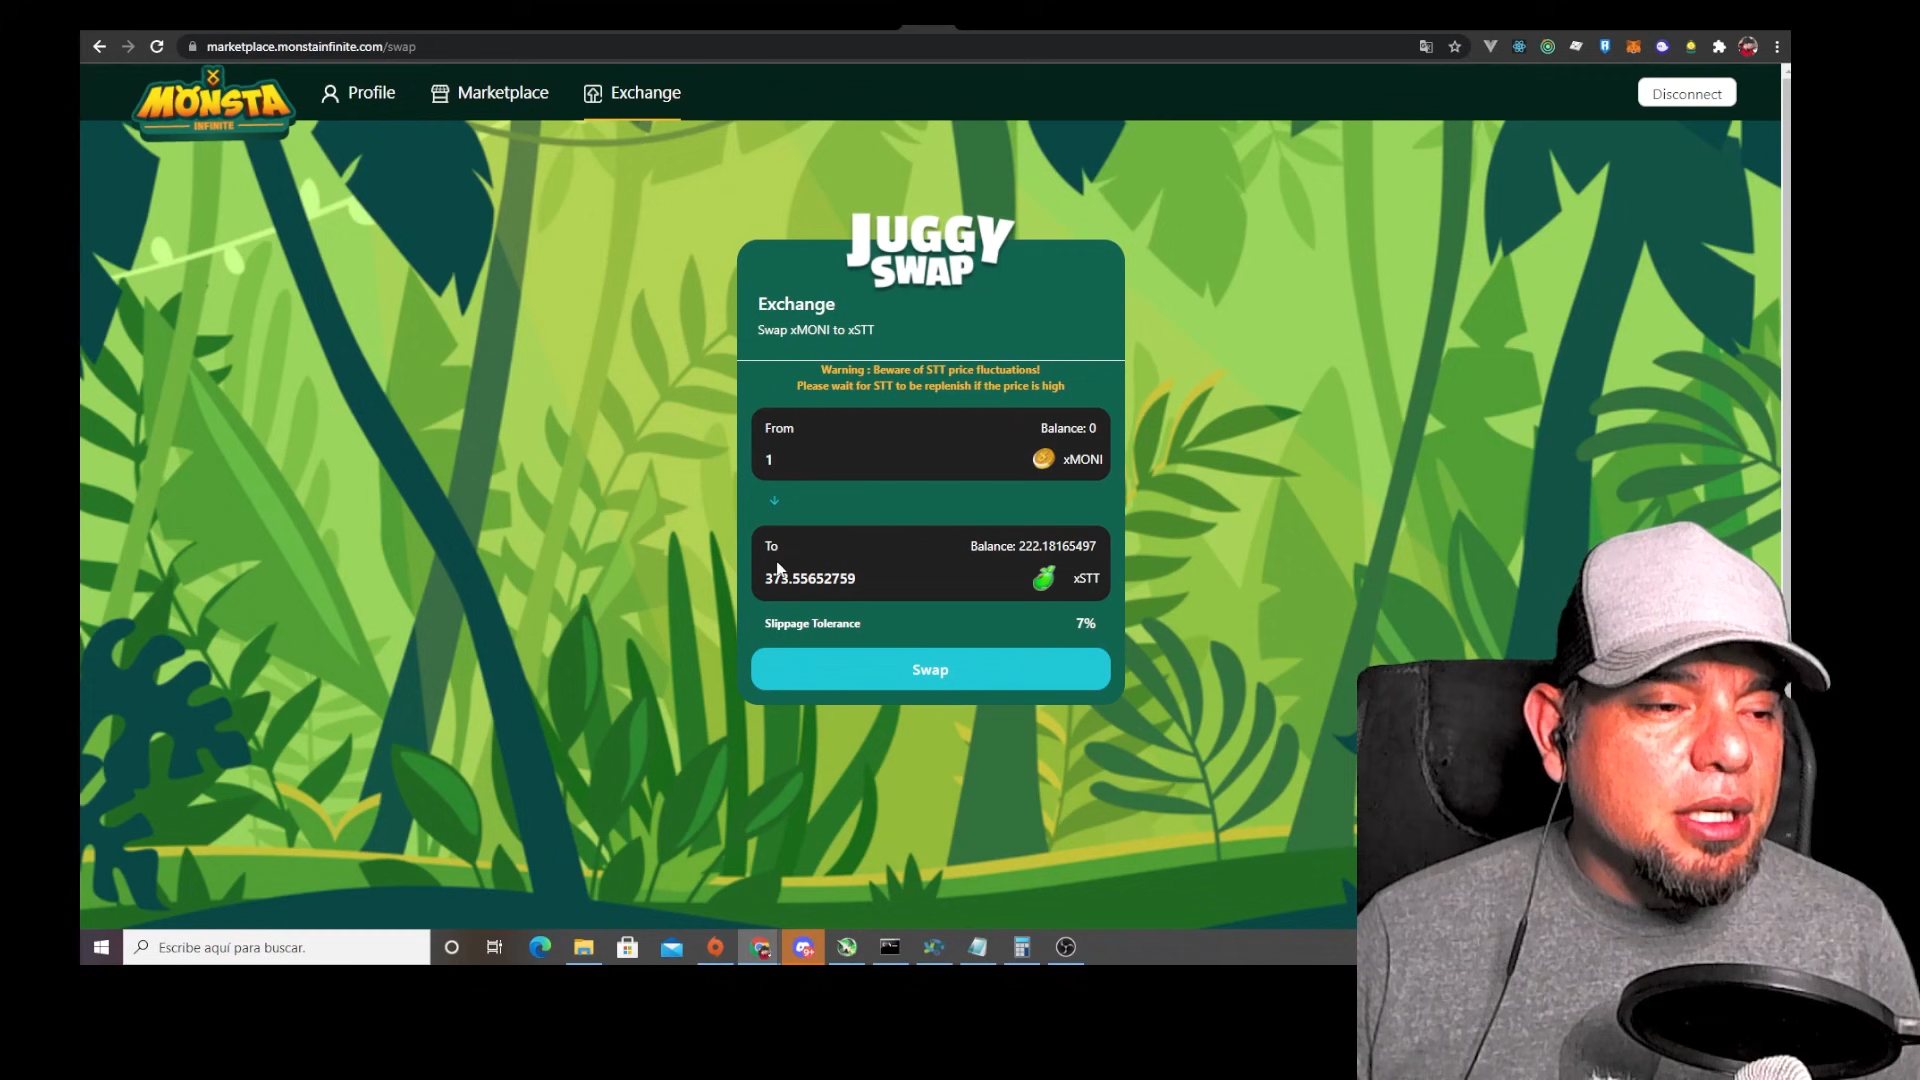 marketplace.monstainfinite.com/swap
MONSTA
INFINITE
Profile
Marketplace
Exchange
Disconnect
JUGGY
SWAP
Exchange
Swap xMONI to xSTT
Warning : Beware of STT price fluctuations!
Please wait for STT to be replenish if the price is high
From
Balance: 0
1
xMONI
To
Balance: 222.18165497
373.55652759
xSTT
Slippage Tolerance
7%
Swap
Escribe aquí para buscar.
9+